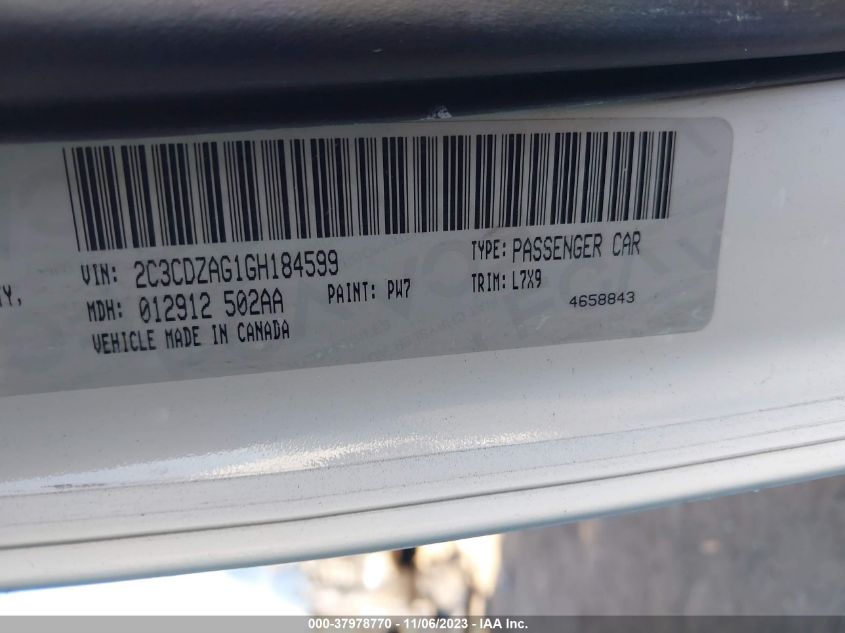 VIN: 2C3CDZAG1GH184599
TYPE: PASSENGER CAR
TY,
MDH: 012912 502AA
PAINT: PW7
TRIM: L7X9
4658843
VEHICLE MADE IN CANADA
000-37978770 - 11/06/2023 - IAA Inc.